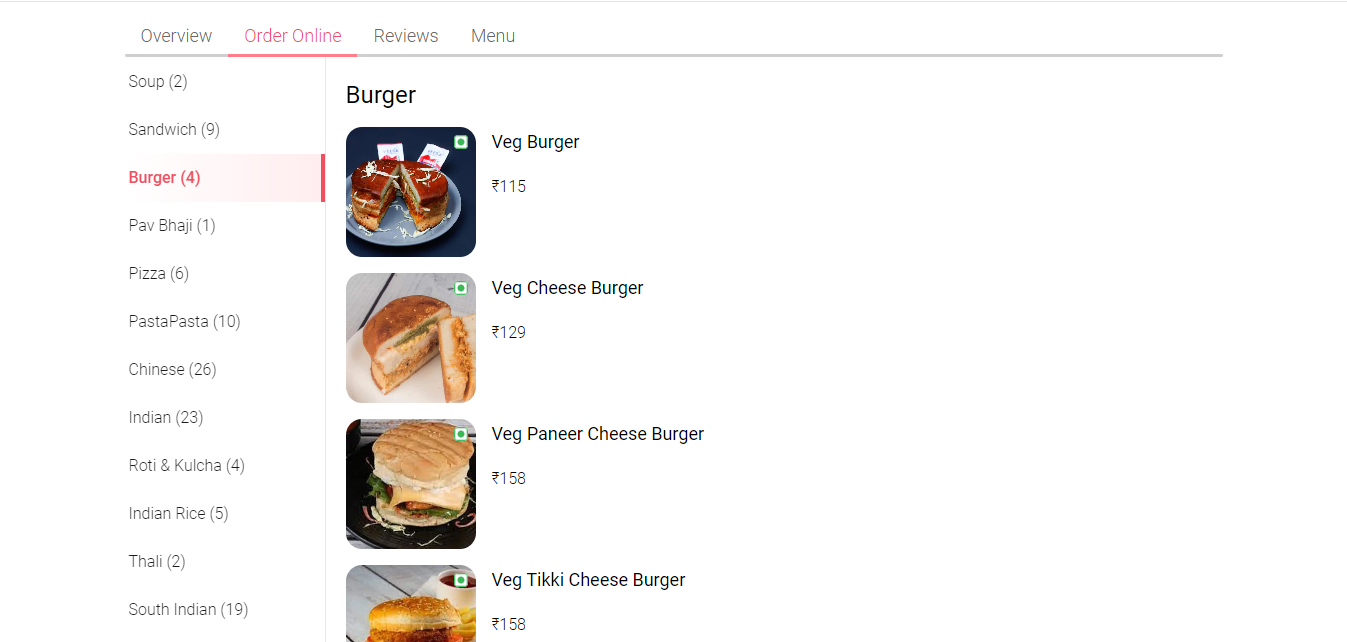 Overview Order Online Reviews Menu
Soup (2)
Sandwich (9)
Burger (4)
Pav Bhaji (1)
Pizza (6)
PastaPasta (10)
Chinese (26)
Indian (23)
Roti & Kulcha (4)
Indian Rice (5)
Thali (2)
South Indian (19)
Burger
Veg Burger
₹115
Veg Cheese Burger
₹129
Veg Paneer Cheese Burger
₹158
Veg Tikki Cheese Burger
₹158